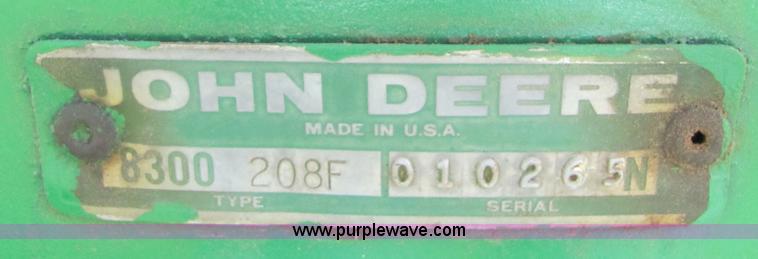 JOHN DEERE
MADE IN U.S.A.
8300 208F 010265N
TYPE SERIAL
www.purplewave.com